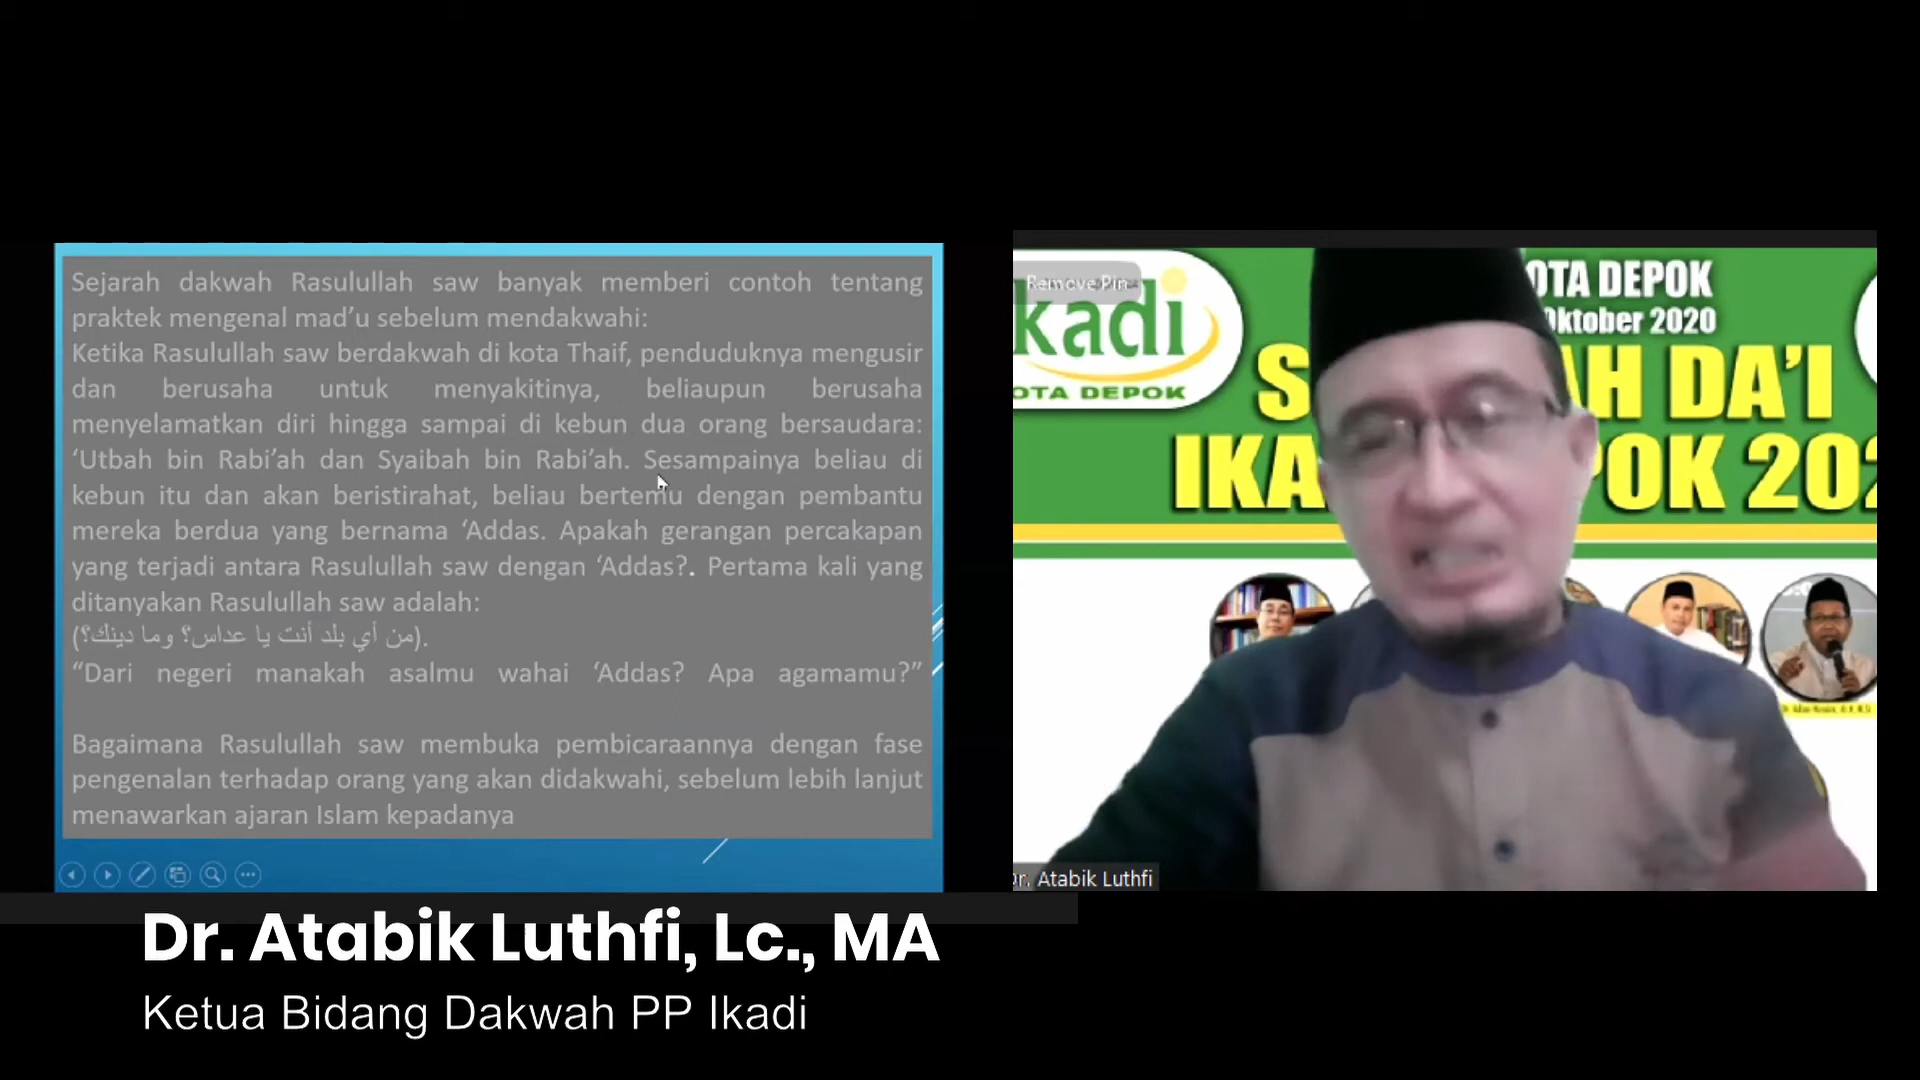 Sejarah dakwah Rasulullah saw banyak memberi contoh tentang
praktek mengenal mad’u sebelum mendakwahi:
Ketika Rasulullah saw berdakwah di kota Thaif, penduduknya mengusir
dan berusaha untuk menyakitinya, beliaupun berusaha
menyelamatkan diri hingga sampai di kebun dua orang bersaudara:
‘Utbah bin Rabi’ah dan Syaibah bin Rabi’ah. Sesampainya beliau di
kebun itu dan akan beristirahat, beliau bertemu dengan pembantu
mereka berdua yang bernama ‘Addas. Apakah gerangan percakapan
yang terjadi antara Rasulullah saw dengan ‘Addas?. Pertama kali yang
ditanyakan Rasulullah saw adalah:
(من أي بلد أنت يا عداس؟ وما دينك؟).
“Dari negeri manakah asalmu wahai ‘Addas? Apa agamamu?”
Bagaimana Rasulullah saw membuka pembicaraannya dengan fase
pengenalan terhadap orang yang akan didakwahi, sebelum lebih lanjut
menawarkan ajaran Islam kepadanya
Remove Pin
kadi
OTA DEPOK
OTA DEPOK
Oktober 2020
S AH DA’I
IKA POK 202
Dr. Atabik Luthfi
Dr. Atabik Luthfi, Lc., MA
Ketua Bidang Dakwah PP Ikadi